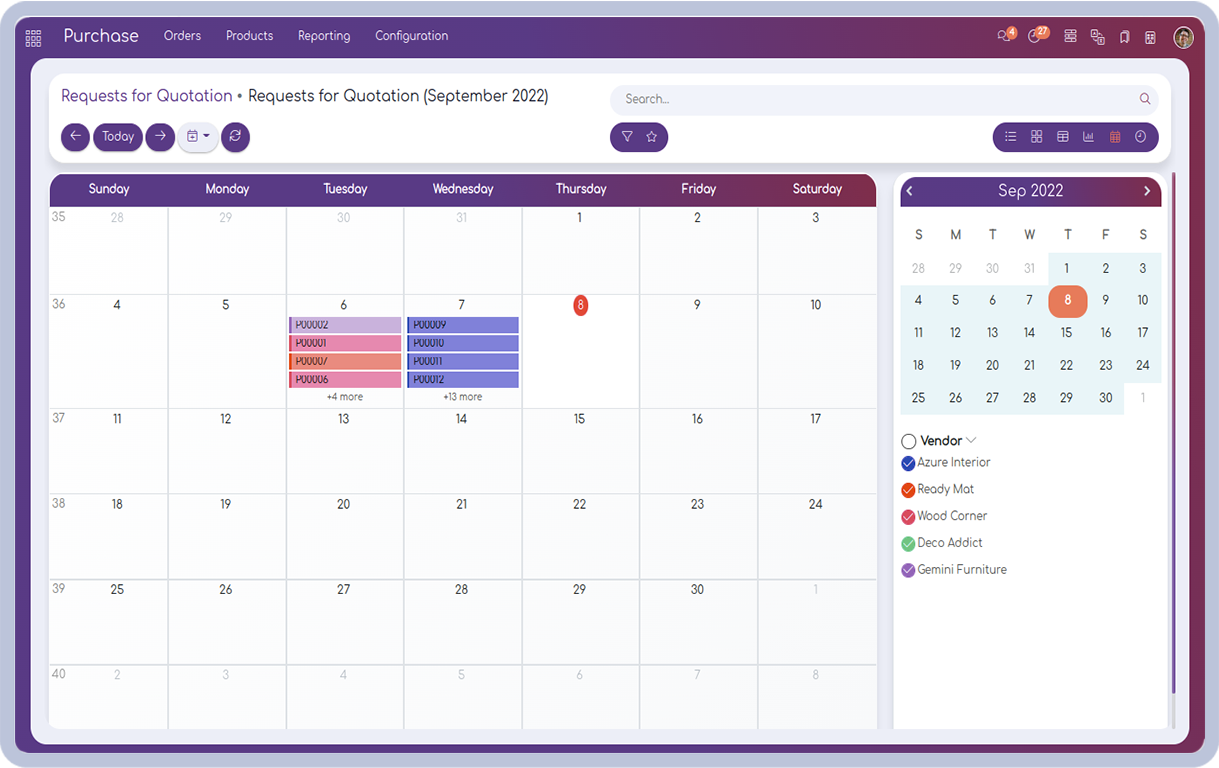 Purchase Orders Products Reporting Configuration 4 27
Requests for Quotation • Requests for Quotation (September 2022)
Search...
← Today →
Sunday Monday Tuesday Wednesday Thursday Friday Saturday
35 28 29 30 31 1 2 3
36 4 5 6 7 8 9 10
P00002 P00009
P00001 P00010
P00007 P00011
P00006 P00012
+4 more +13 more
37 11 12 13 14 15 16 17
38 18 19 20 21 22 23 24
39 25 26 27 28 29 30 1
40 2 3 4 5 6 7 8
Sep 2022
S M T W T F S
28 29 30 31 1 2 3
4 5 6 7 8 9 10
11 12 13 14 15 16 17
18 19 20 21 22 23 24
25 26 27 28 29 30 1
Vendor
Azure Interior
Ready Mat
Wood Corner
Deco Addict
Gemini Furniture